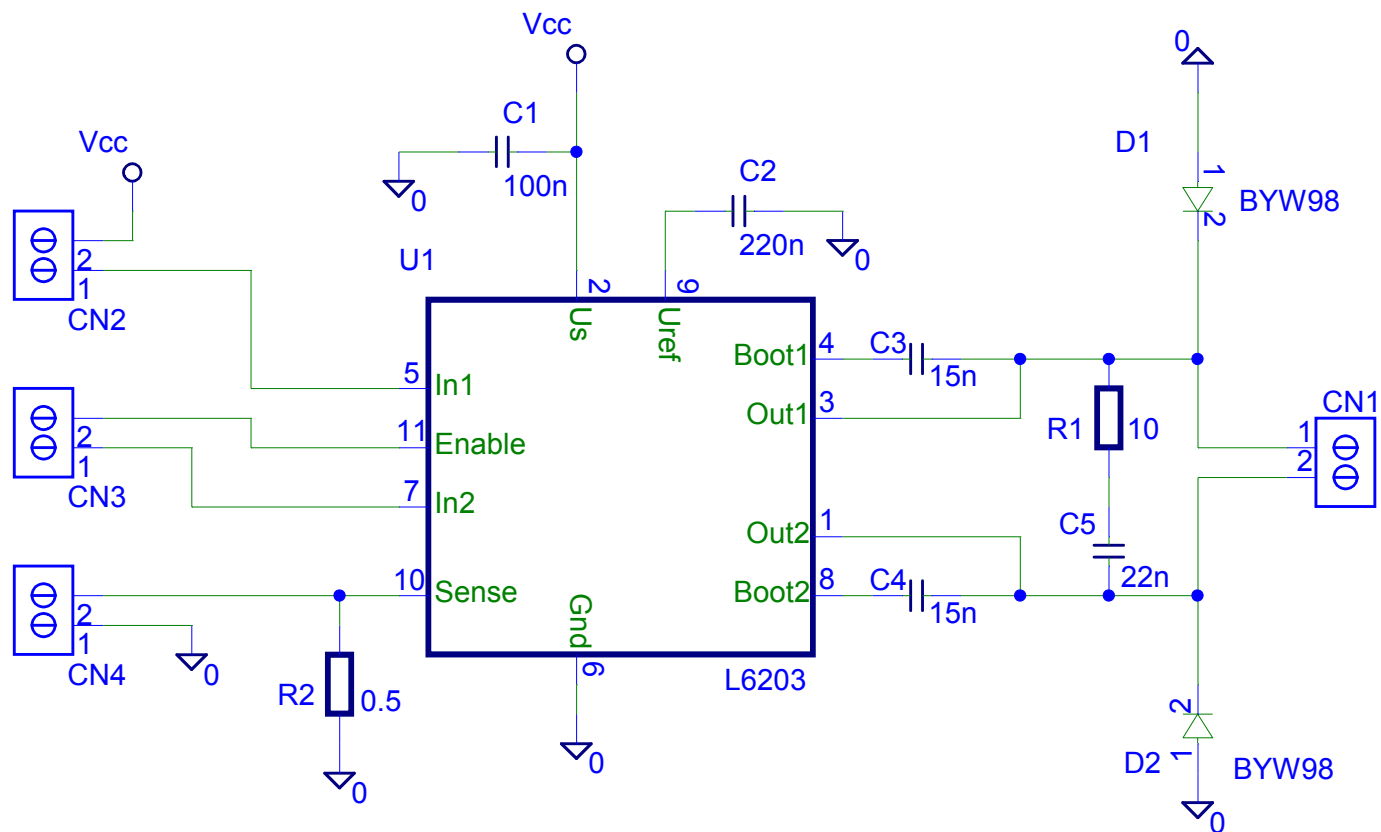 Vcc
0
C1
100n
0
Vcc
C2
220n
0
D1
1
2
BYW98
2
1
CN2
U1
2
Us
9
Uref
5
In1
11
Enable
7
In2
10
Sense
Gnd
6
0
Boot1
4
Out1
3
Out2
1
Boot2
8
L6203
C3
15n
C4
15n
R1
10
C5
22n
CN1
1
2
2
1
CN3
2
1
CN4
0
R2
0.5
0
2
1
D2
BYW98
0